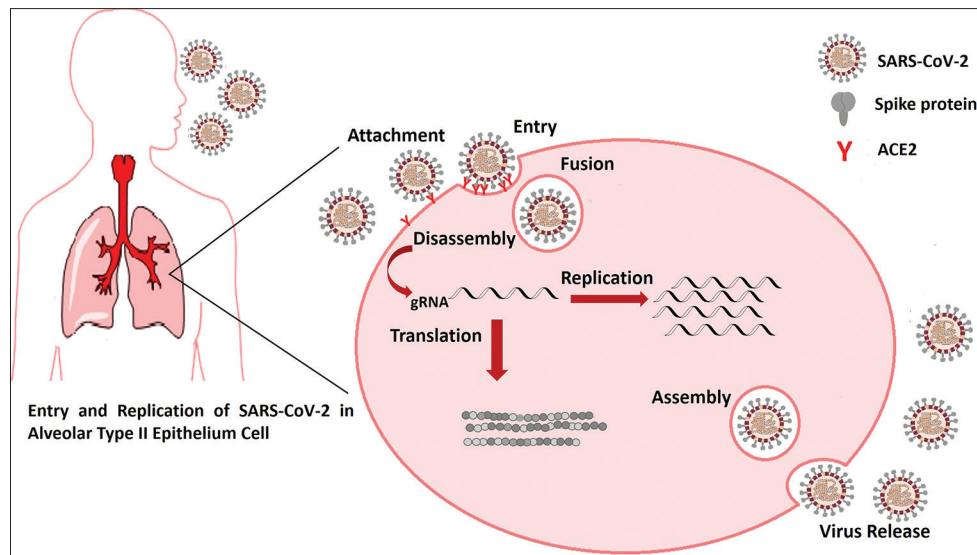 SARS-CoV-2
Spike protein
ACE2
Attachment
Entry
Fusion
Disassembly
gRNA
Replication
Translation
Assembly
Virus Release
Entry and Replication of SARS-CoV-2 in
Alveolar Type II Epithelium Cell